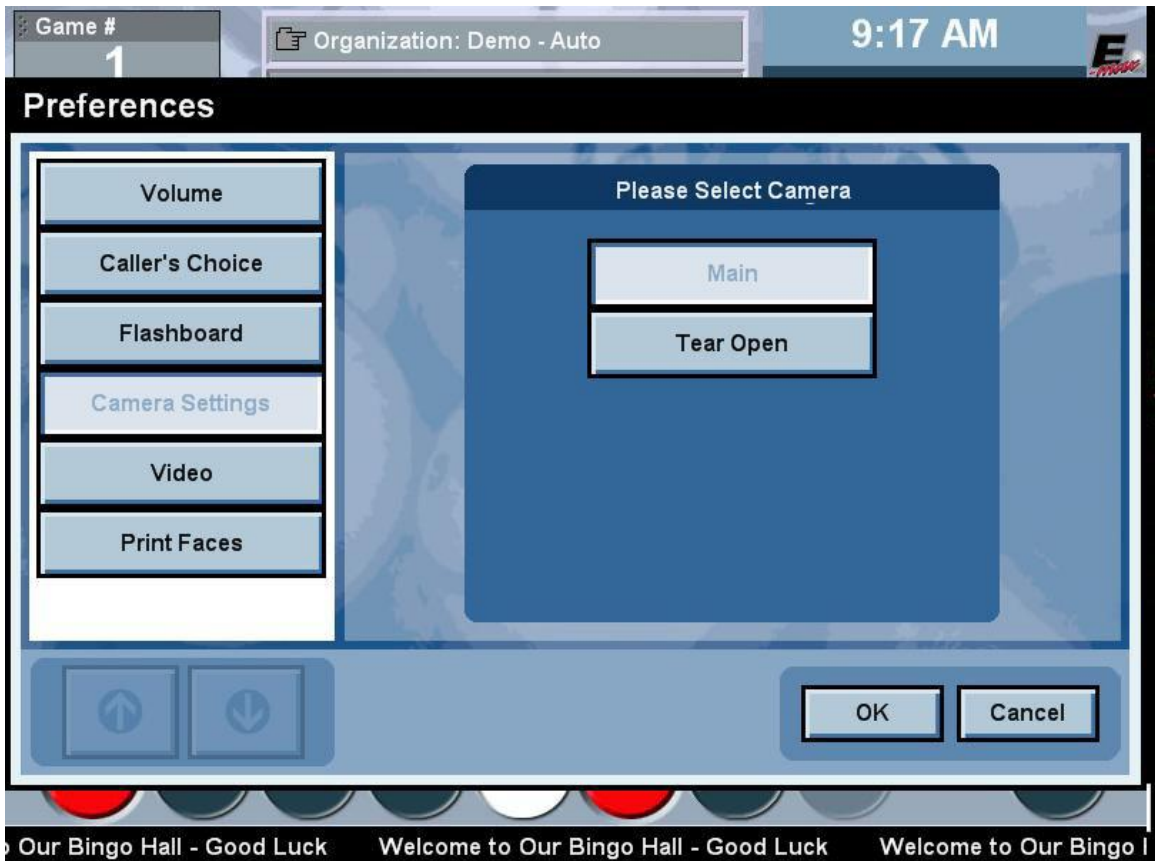 Game #
1
Organization: Demo - Auto
9:17 AM
E
-max
Preferences
Volume
Caller's Choice
Flashboard
Camera Settings
Video
Print Faces
Please Select Camera
Main
Tear Open
OK
Cancel
Our Bingo Hall - Good Luck Welcome to Our Bingo Hall - Good Luck Welcome to Our Bingo